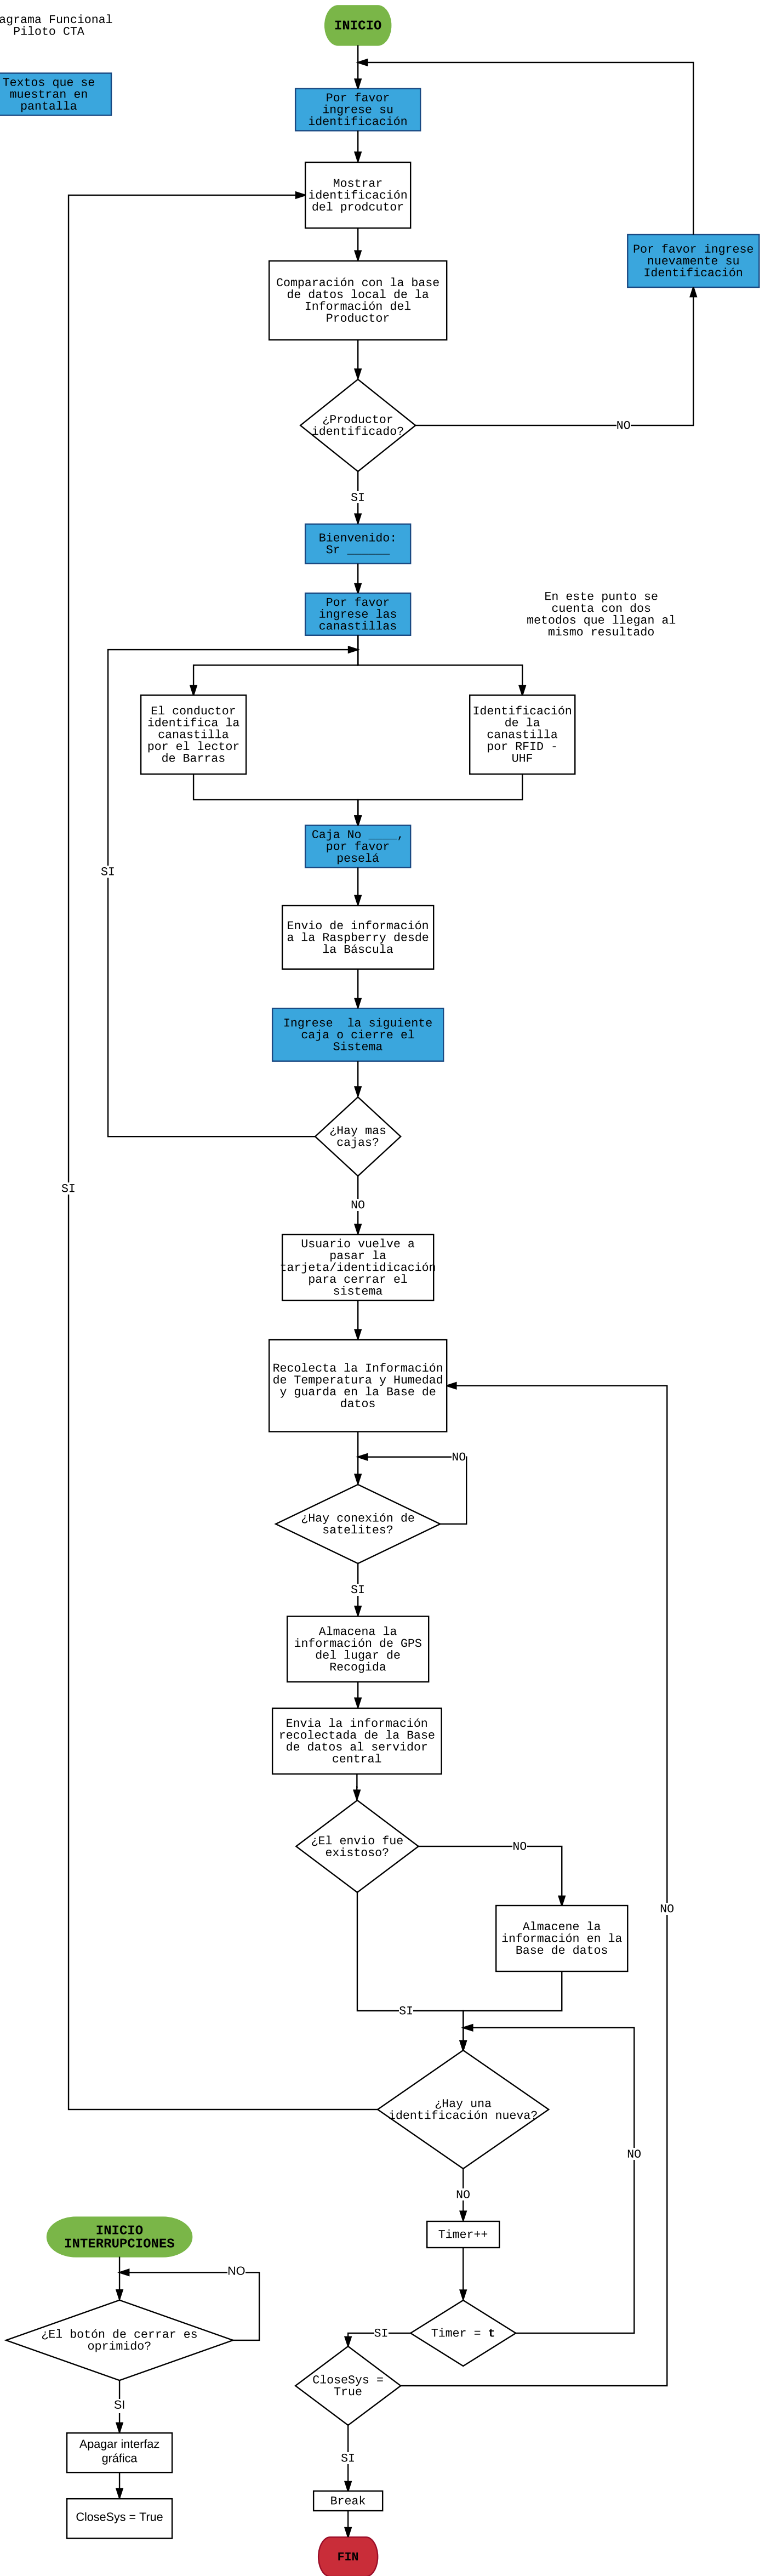 agrama Funcional
Piloto CTA
INICIO
Textos que se
muestran en
pantalla
Por favor
ingrese su
identificación
Mostrar
identificación
del prodcutor
Por favor ingrese
nuevamente su
Identificación
Comparación con la base
de datos local de la
Información del
Productor
¿Productor
identificado?
NO
SI
Bienvenido:
Sr ______
Por favor
ingrese las
canastillas
En este punto se
cuenta con dos
metodos que llegan al
mismo resultado
El conductor
identifica la
canastilla
por el lector
de Barras
Identificación
de la
canastilla
por RFID -
UHF
Caja No ____,
por favor
peselá
SI
Envio de información
a la Raspberry desde
la Báscula
Ingrese  la siguiente
caja o cierre el
Sistema
¿Hay mas
cajas?
SI
NO
Usuario vuelve a
pasar la
tarjeta/identidicación
para cerrar el
sistema
Recolecta la Información
de Temperatura y Humedad
y guarda en la Base de
datos
NO
¿Hay conexión de
satelites?
SI
Almacena la
información de GPS
del lugar de
Recogida
Envia la información
recolectada de la Base
de datos al servidor
central
¿El envio fue
existoso?
NO
NO
Almacene la
información en la
Base de datos
SI
¿Hay una
identificación nueva?
NO
NO
Timer++
INICIO
INTERRUPCIONES
NO
¿El botón de cerrar es
oprimido?
SI
Timer = t
CloseSys =
True
SI
Apagar interfaz
gráfica
SI
CloseSys = True
Break
FIN